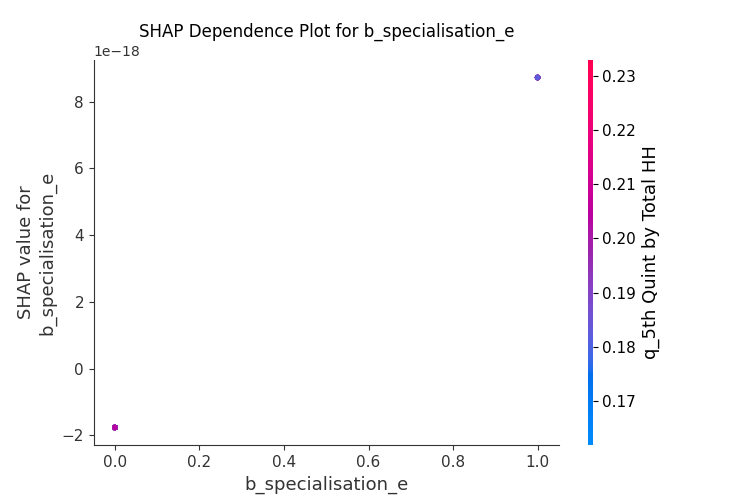 SHAP Dependence Plot for b_specialisation_e
1e−18
8
6
4
2
0
−2
SHAP value for
b_specialisation_e
0.0 0.2 0.4 0.6 0.8 1.0
b_specialisation_e
0.23
0.22
0.21
0.20
0.19
0.18
0.17
q_5th Quint by Total HH